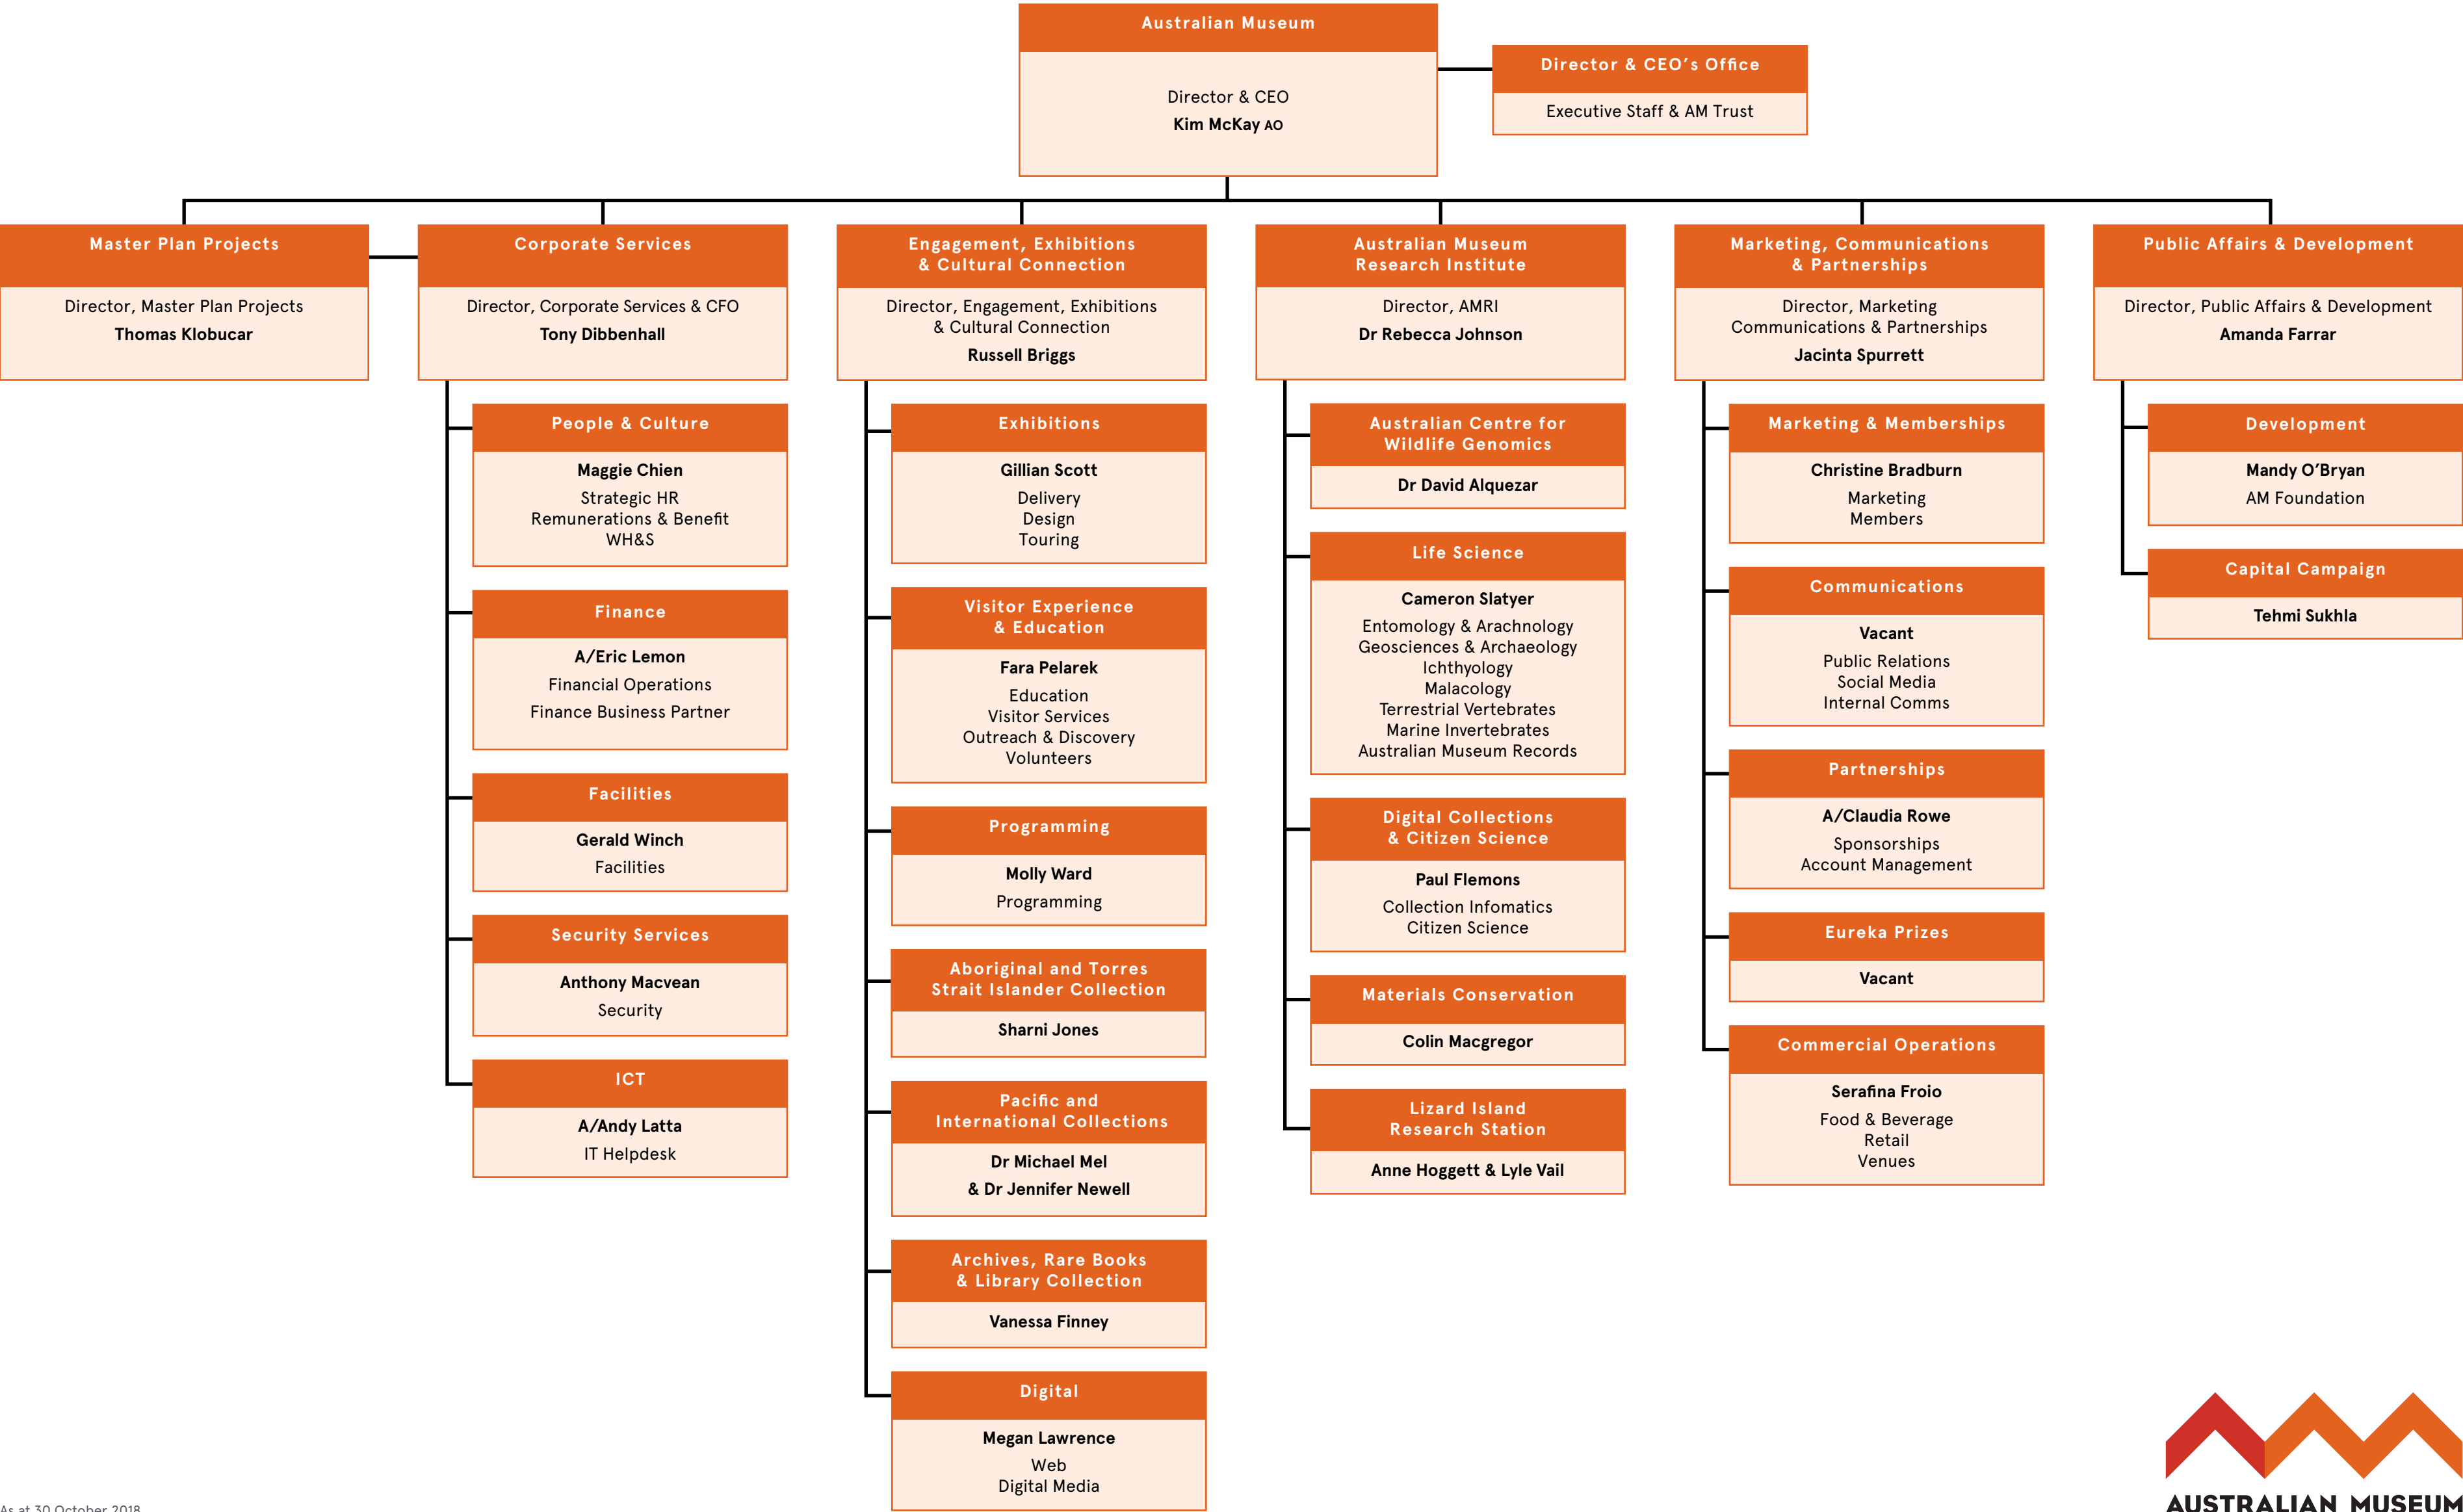 Australian Museum
Director & CEO
Kim McKay AO
Director & CEO’s Office
Executive Staff & AM Trust
Master Plan Projects
Director, Master Plan Projects
Thomas Klobucar
Corporate Services
Director, Corporate Services & CFO
Tony Dibbenhall
People & Culture
Maggie Chien
Strategic HR
Remunerations & Benefit
WH&S
Finance
A/Eric Lemon
Financial Operations
Finance Business Partner
Facilities
Gerald Winch
Facilities
Security Services
Anthony Macvean
Security
ICT
A/Andy Latta
IT Helpdesk
Engagement, Exhibitions
& Cultural Connection
Director, Engagement, Exhibitions
& Cultural Connection
Russell Briggs
Exhibitions
Gillian Scott
Delivery
Design
Touring
Visitor Experience
& Education
Fara Pelarek
Education
Visitor Services
Outreach & Discovery
Volunteers
Programming
Molly Ward
Programming
Aboriginal and Torres
Strait Islander Collection
Sharni Jones
Pacific and
International Collections
Dr Michael Mel
& Dr Jennifer Newell
Archives, Rare Books
& Library Collection
Vanessa Finney
Digital
Megan Lawrence
Web
Digital Media
Australian Museum
Research Institute
Director, AMRI
Dr Rebecca Johnson
Australian Centre for
Wildlife Genomics
Dr David Alquezar
Life Science
Cameron Slatyer
Entomology & Arachnology
Geosciences & Archaeology
Ichthyology
Malacology
Terrestrial Vertebrates
Marine Invertebrates
Australian Museum Records
Digital Collections
& Citizen Science
Paul Flemons
Collection Infomatics
Citizen Science
Materials Conservation
Colin Macgregor
Lizard Island
Research Station
Anne Hoggett & Lyle Vail
Marketing, Communications
& Partnerships
Director, Marketing
Communications & Partnerships
Jacinta Spurrett
Marketing & Memberships
Christine Bradburn
Marketing
Members
Communications
Vacant
Public Relations
Social Media
Internal Comms
Partnerships
A/Claudia Rowe
Sponsorships
Account Management
Eureka Prizes
Vacant
Commercial Operations
Serafina Froio
Food & Beverage
Retail
Venues
Public Affairs & Development
Director, Public Affairs & Development
Amanda Farrar
Development
Mandy O’Bryan
AM Foundation
Capital Campaign
Tehmi Sukhla
As at 30 October 2018
AUSTRALIAN MUSEUM